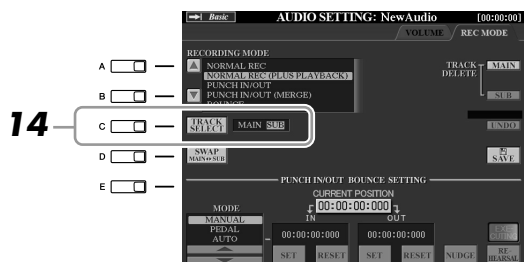 Basic AUDIO SETTING: NewAudio [00:00:00]
VOLUME REC MODE
RECORDING MODE
NORMAL REC
NORMAL REC (PLUS PLAYBACK)
PUNCH IN/OUT
PUNCH IN/OUT (MERGE)
BOUNCE
TRACK DELETE
MAIN
SUB
A
B
C
D
E
14
TRACK SELECT
MAIN SUB
UNDO
SWAP
MAIN↔SUB
SAVE
PUNCH IN/OUT BOUNCE SETTING
CURRENT POSITION
00:00:00:000
IN OUT
MODE
MANUAL
PEDAL
AUTO
00:00:00:000 00:00:00:000
SET RESET SET RESET NUDGE
RE-
HEARSAL